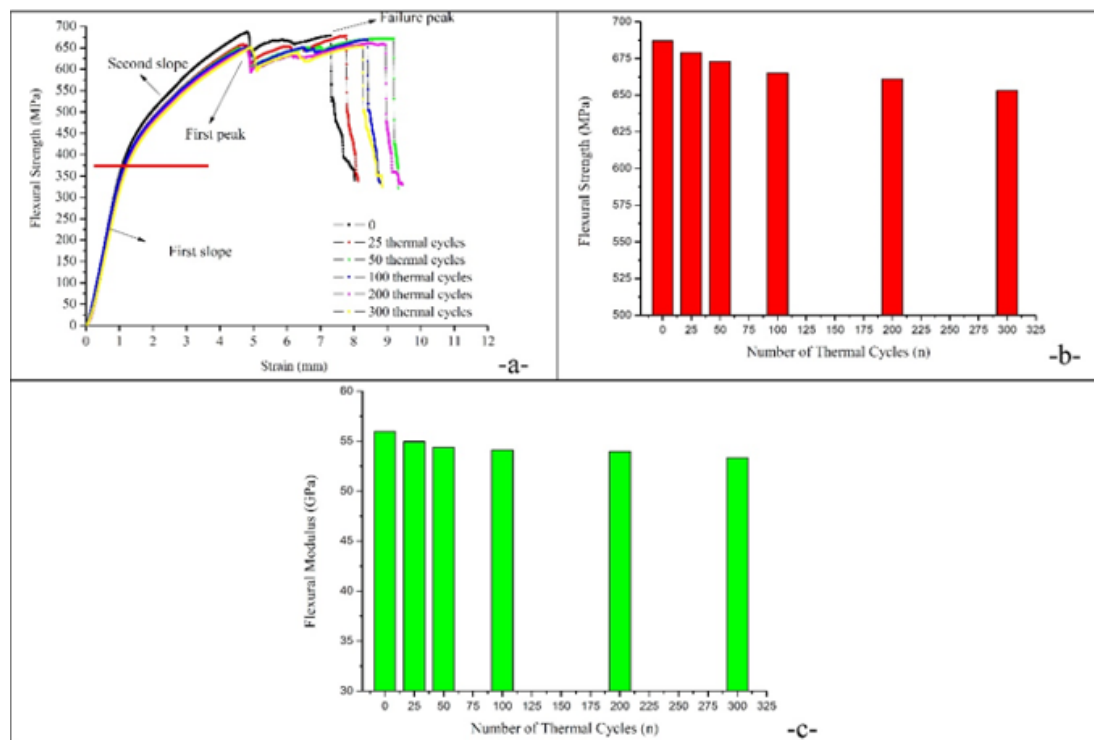 700
650
600
550
500
450
400
350
300
250
200
150
100
50
0
Flexural Strength (MPa)
Failure peak
Second slope
First peak
First slope
0
25 thermal cycles
50 thermal cycles
100 thermal cycles
200 thermal cycles
300 thermal cycles
0 1 2 3 4 5 6 7 8 9 10 11 12
Strain (mm)
-a-
700
675
650
625
600
575
550
525
500
Flexural Strength (MPa)
0 25 50 75 100 125 150 175 200 225 250 275 300 325
Number of Thermal Cycles (n)
-b-
60
55
50
45
40
35
30
Flexural Modulus (GPa)
0 25 50 75 100 125 150 175 200 225 250 275 300 325
Number of Thermal Cycles (n)
-c-